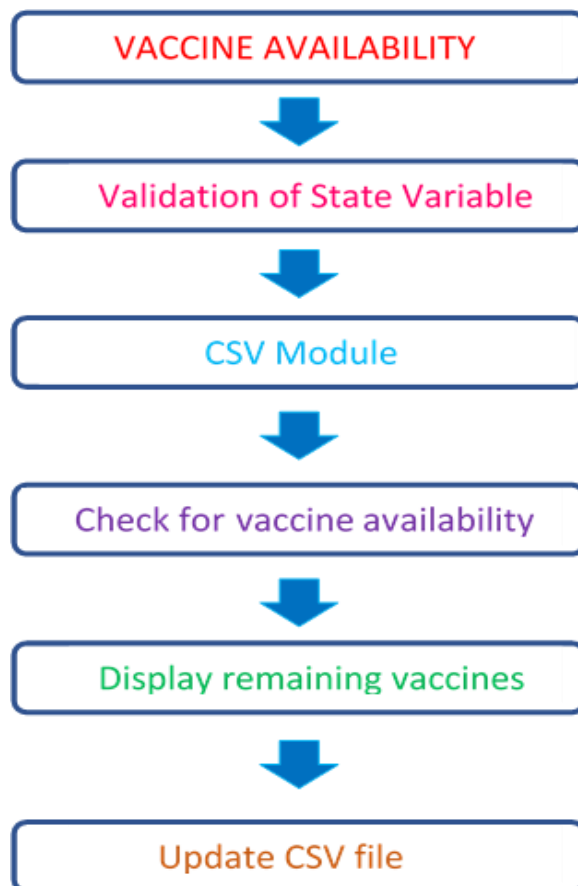 VACCINE AVAILABILITY
Validation of State Variable
CSV Module
Check for vaccine availability
Display remaining vaccines
Update CSV file